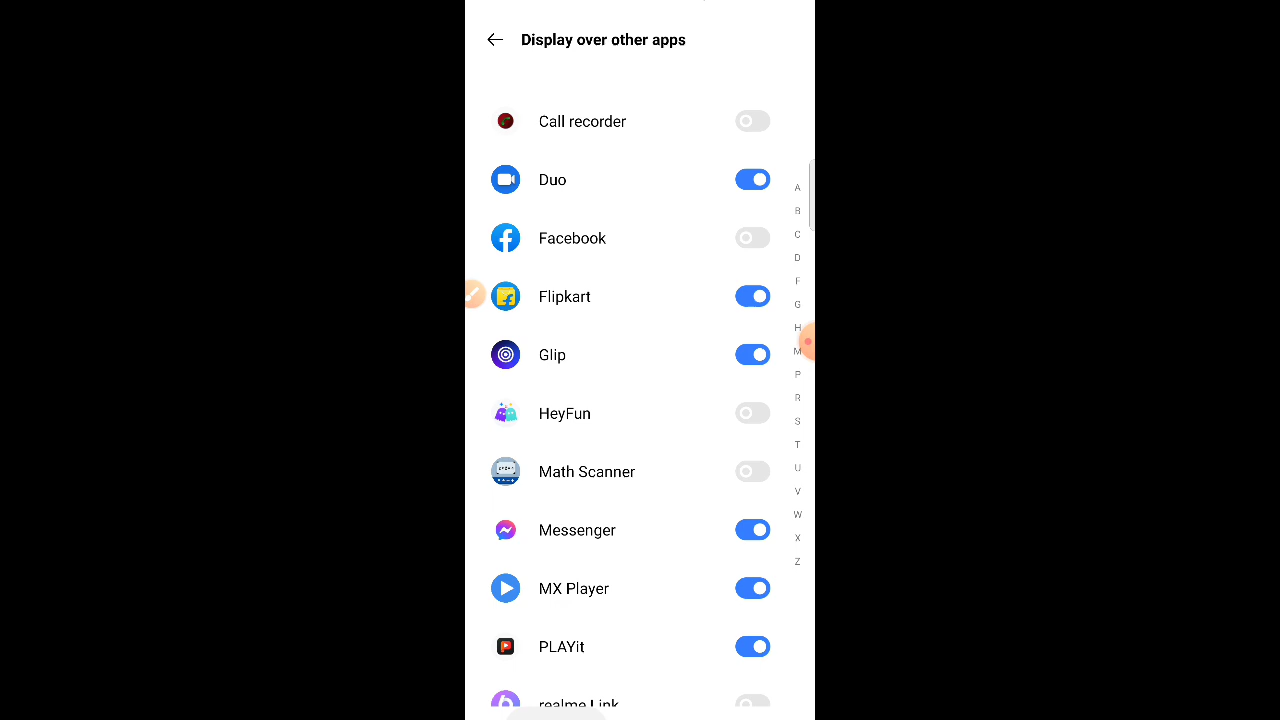 Display over other apps
Call recorder
Duo
Facebook
Flipkart
Glip
HeyFun
Math Scanner
Messenger
MX Player
PLAYit
realme Link
A
B
C
D
F
G
H
M
P
R
S
T
U
V
W
X
Z